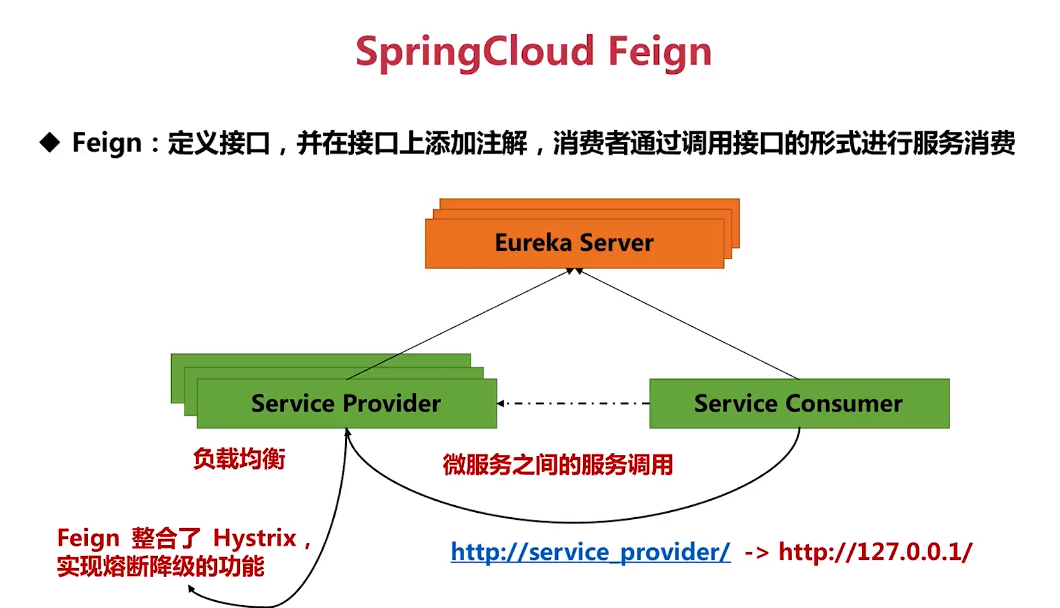 SpringCloud Feign
◆ Feign：定义接口，并在接口上添加注解，消费者通过调用接口的形式进行服务消费
Eureka Server
Service Provider
Service Consumer
负载均衡
微服务之间的服务调用
Feign 整合了 Hystrix，
实现熔断降级的功能
http://service_provider/ -> http://127.0.0.1/